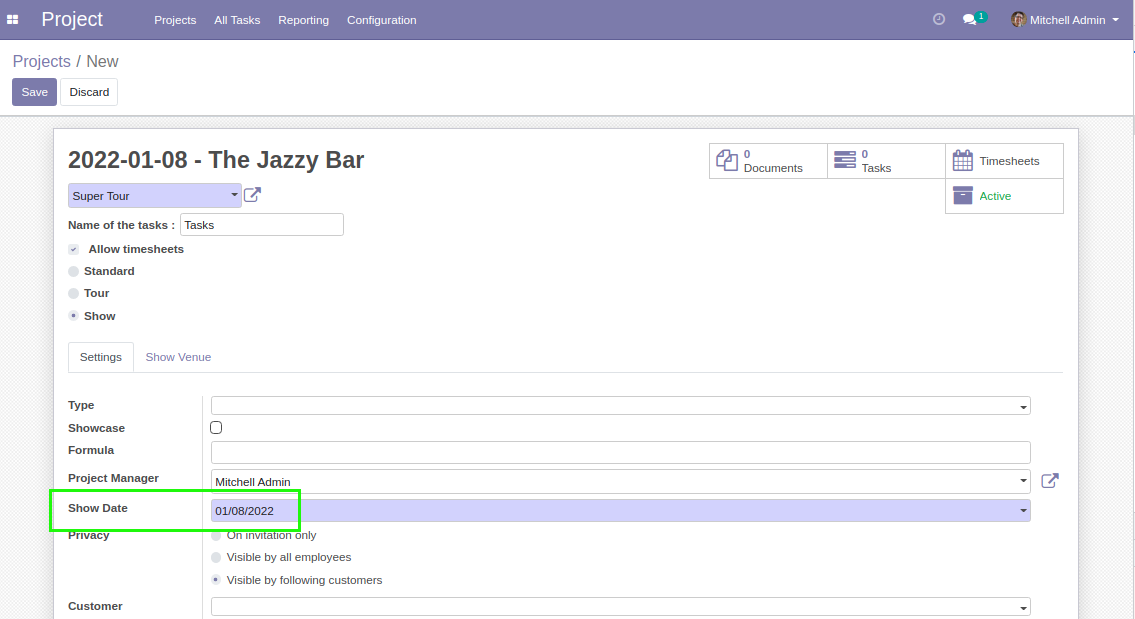 Project Projects All Tasks Reporting Configuration 1 Mitchell Admin
Projects / New
Save Discard
2022-01-08 - The Jazzy Bar
0 Documents
0 Tasks
Timesheets
Super Tour
Active
Name of the tasks : Tasks
Allow timesheets
Standard
Tour
Show
Settings Show Venue
Type
Showcase
Formula
Project Manager Mitchell Admin
Show Date 01/08/2022
Privacy On invitation only
Visible by all employees
Visible by following customers
Customer